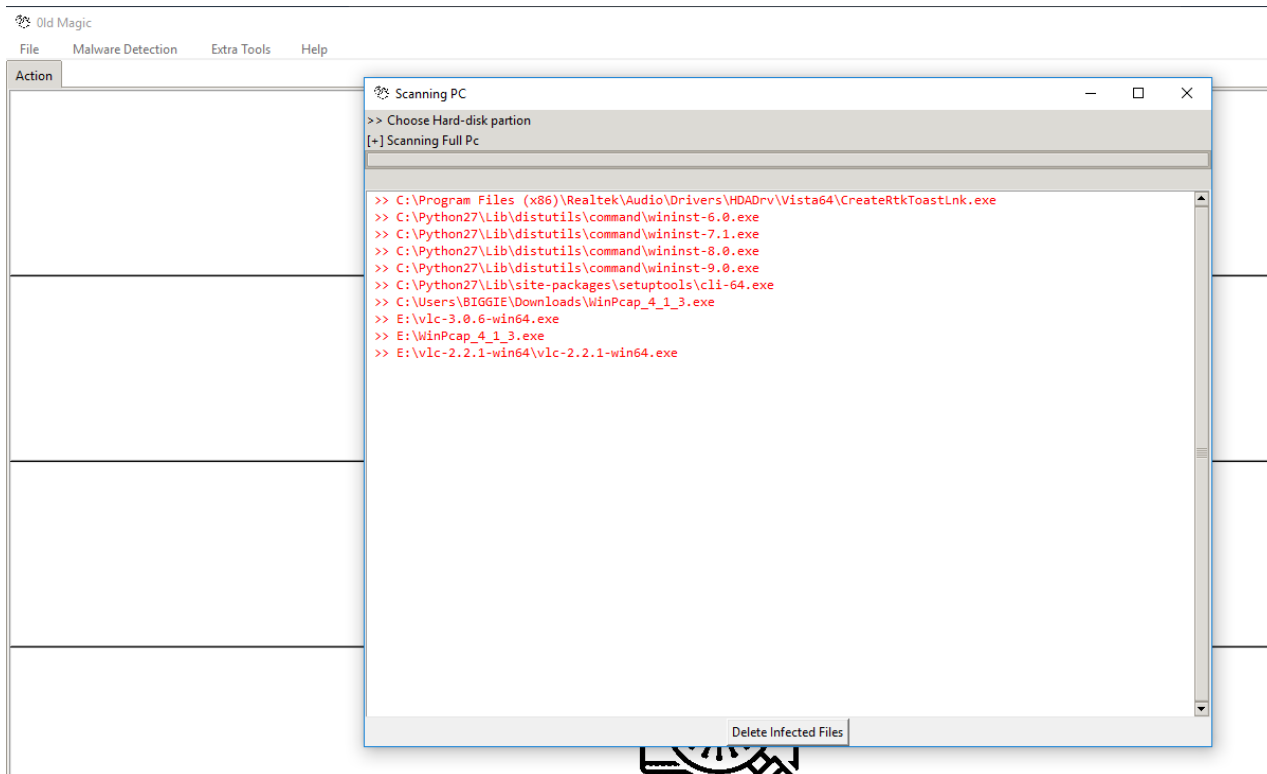 0ld Magic
File Malware Detection Extra Tools Help
Action
Scanning PC
>> Choose Hard-disk partion
[+] Scanning Full Pc
>> C:\Program Files (x86)\Realtek\Audio\Drivers\HDADrv\Vista64\CreateRtkToastLnk.exe
>> C:\Python27\Lib\distutils\command\wininst-6.0.exe
>> C:\Python27\Lib\distutils\command\wininst-7.1.exe
>> C:\Python27\Lib\distutils\command\wininst-8.0.exe
>> C:\Python27\Lib\distutils\command\wininst-9.0.exe
>> C:\Python27\Lib\site-packages\setuptools\cli-64.exe
>> C:\Users\BIGGIE\Downloads\WinPcap_4_1_3.exe
>> E:\vlc-3.0.6-win64.exe
>> E:\WinPcap_4_1_3.exe
>> E:\vlc-2.2.1-win64\vlc-2.2.1-win64.exe
Delete Infected Files